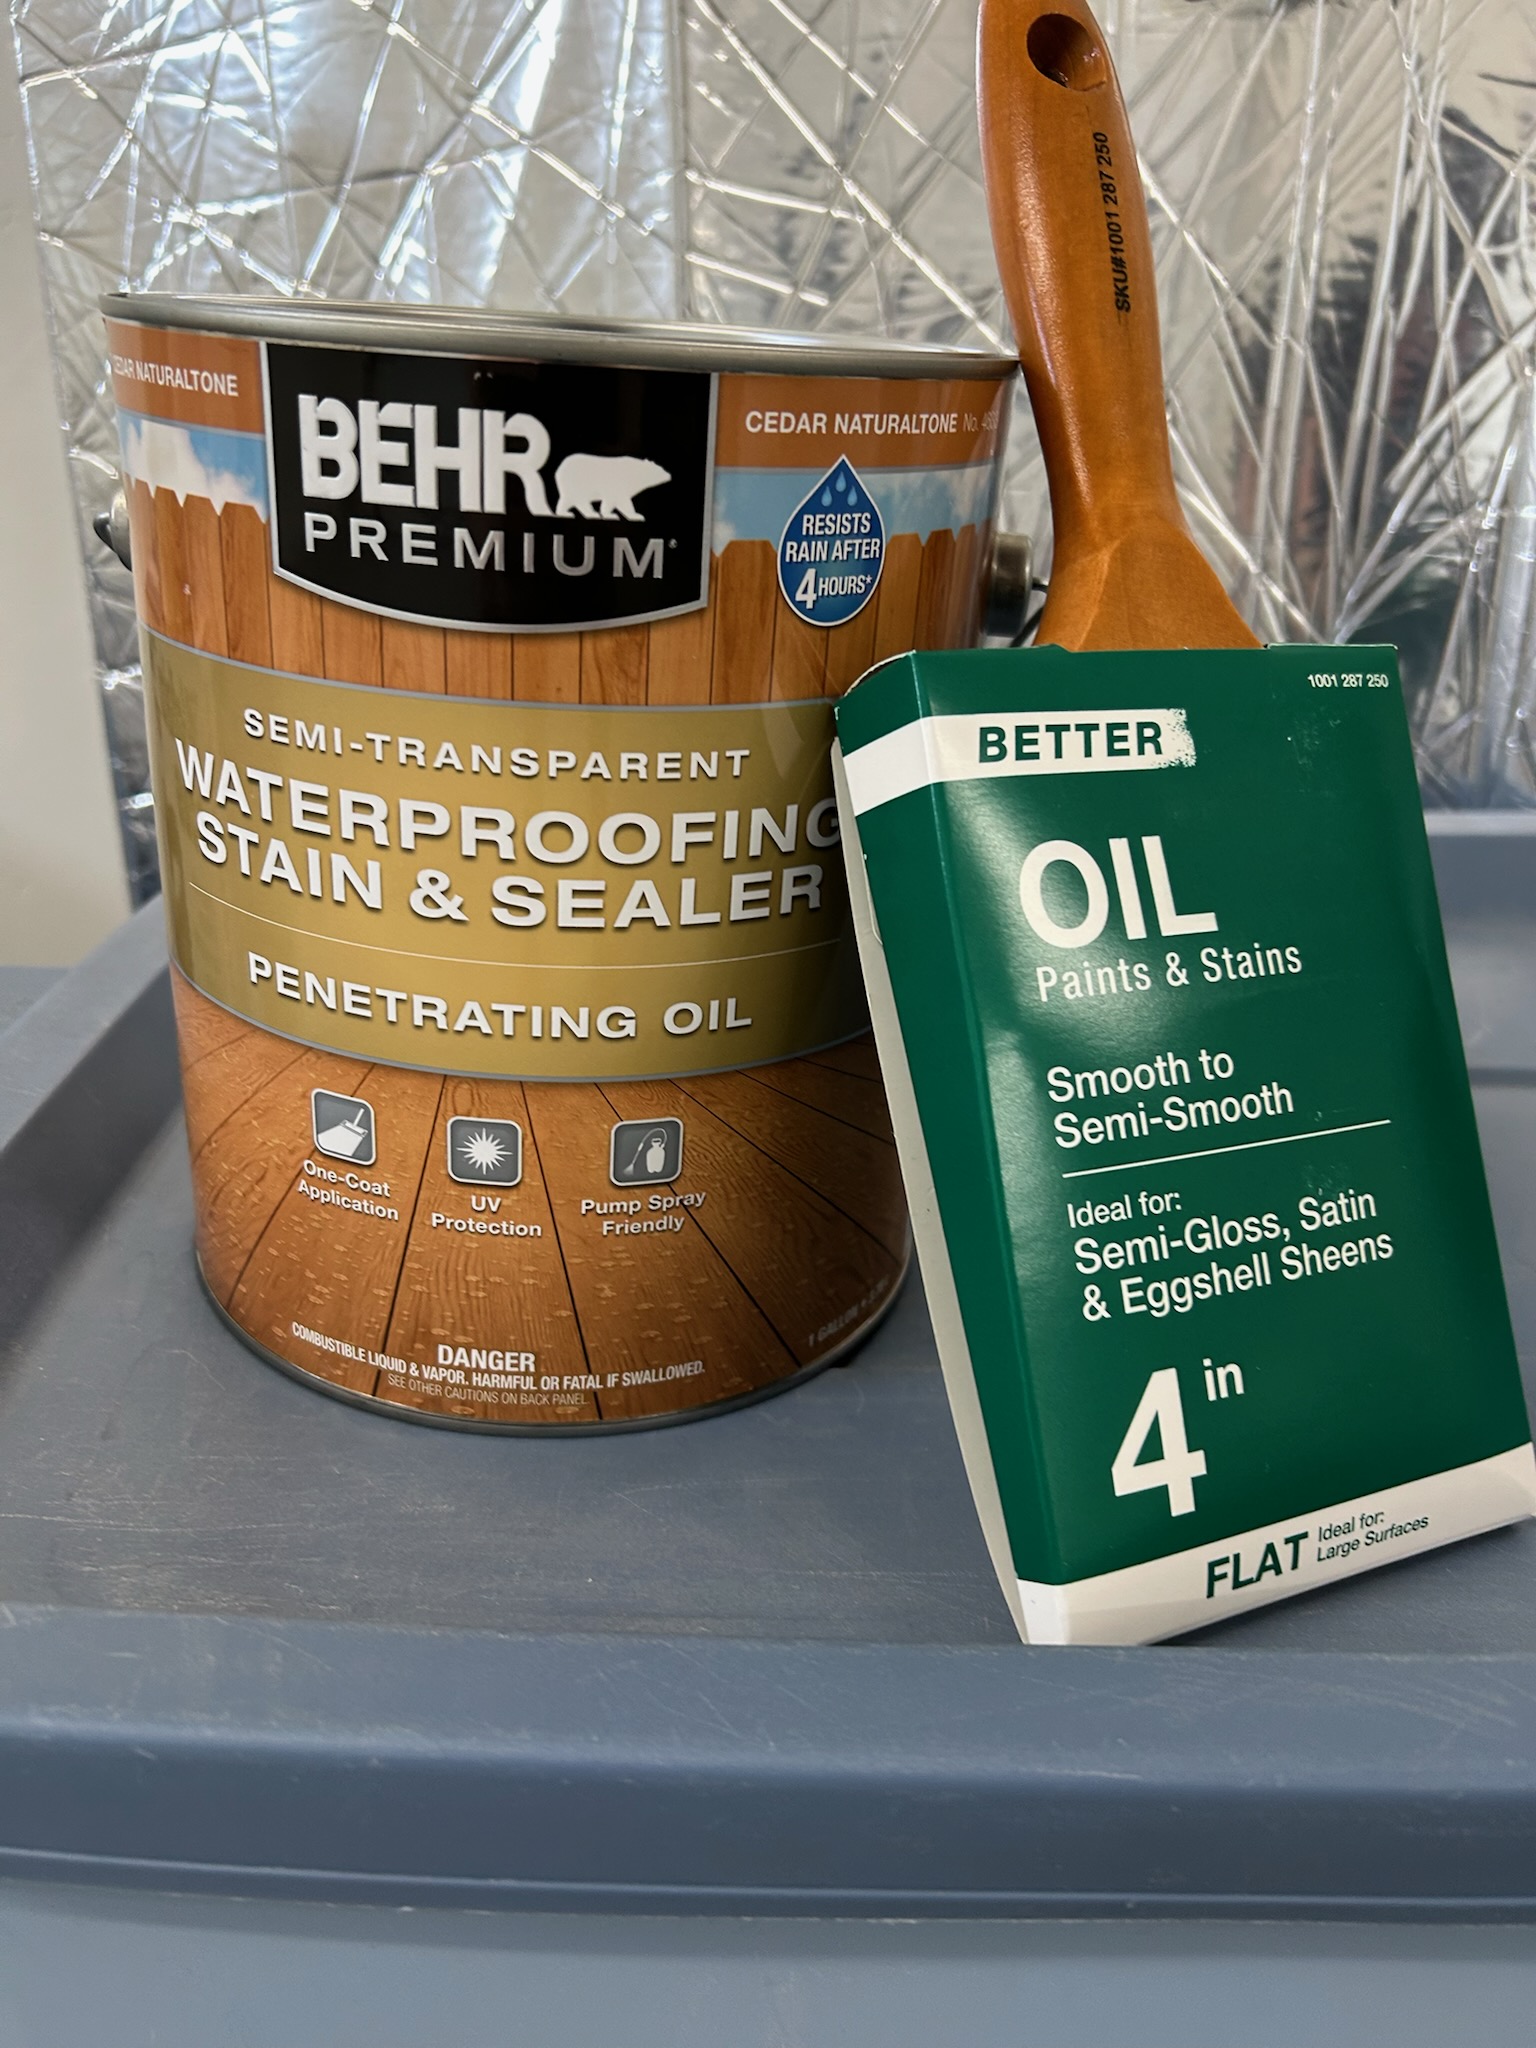 CEDAR NATURALTONE
BEHR
PREMIUM®
CEDAR NATURALTONE No.
RESISTS
RAIN AFTER
4 HOURS*
SEMI-TRANSPARENT
WATERPROOFING
STAIN & SEALER
PENETRATING OIL
One-Coat
Application
UV
Protection
Pump Spray
Friendly
DANGER
COMBUSTIBLE LIQUID & VAPOR. HARMFUL OR FATAL IF SWALLOWED.
SEE OTHER CAUTIONS ON BACK PANEL.
1 GALLON
SKU#1001 287 250
1001 287 250
BETTER
OIL
Paints & Stains
Smooth to
Semi-Smooth
Ideal for:
Semi-Gloss, Satin
& Eggshell Sheens
4 in
FLAT
Ideal for:
Large Surfaces